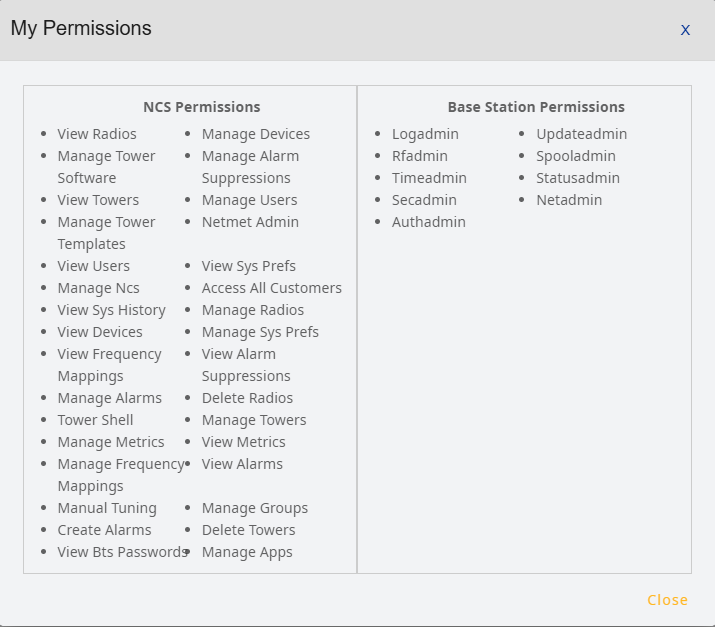 My Permissions
X
NCS Permissions
View Radios
Manage Devices
Manage Tower
Software
Manage Alarm
Suppressions
View Towers
Manage Users
Manage Tower
Templates
Netmet Admin
View Users
View Sys Prefs
Manage Ncs
Access All Customers
View Sys History
Manage Radios
View Devices
Manage Sys Prefs
View Frequency
Mappings
View Alarm
Suppressions
Manage Alarms
Delete Radios
Tower Shell
Manage Towers
Manage Metrics
View Metrics
Manage Frequency
Mappings
View Alarms
Manual Tuning
Manage Groups
Create Alarms
Delete Towers
View Bts Passwords
Manage Apps
Base Station Permissions
Logadmin
Updateadmin
Rfadmin
Spooladmin
Timeadmin
Statusadmin
Secadmin
Netadmin
Authadmin
Close